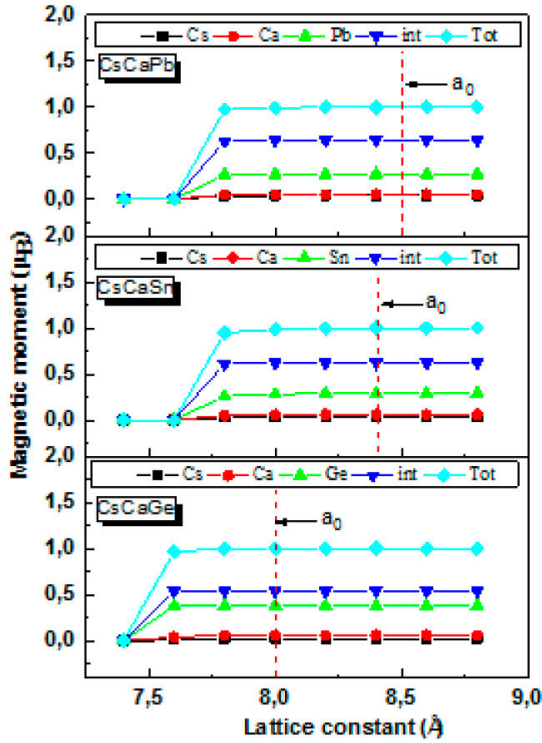 Cs Ca Pb int Tot
CsCaPb
a0
2,0
1,5
1,0
0,5
0,0
Cs Ca Sn int Tot
CsCaSn
a0
2,0
1,5
1,0
0,5
0,0
Cs Ca Ge int Tot
CsCaGe
a0
2,0
1,5
1,0
0,5
0,0
7,5 8,0 8,5 9,0
Magnetic moment (μB)
Lattice constant (Å)